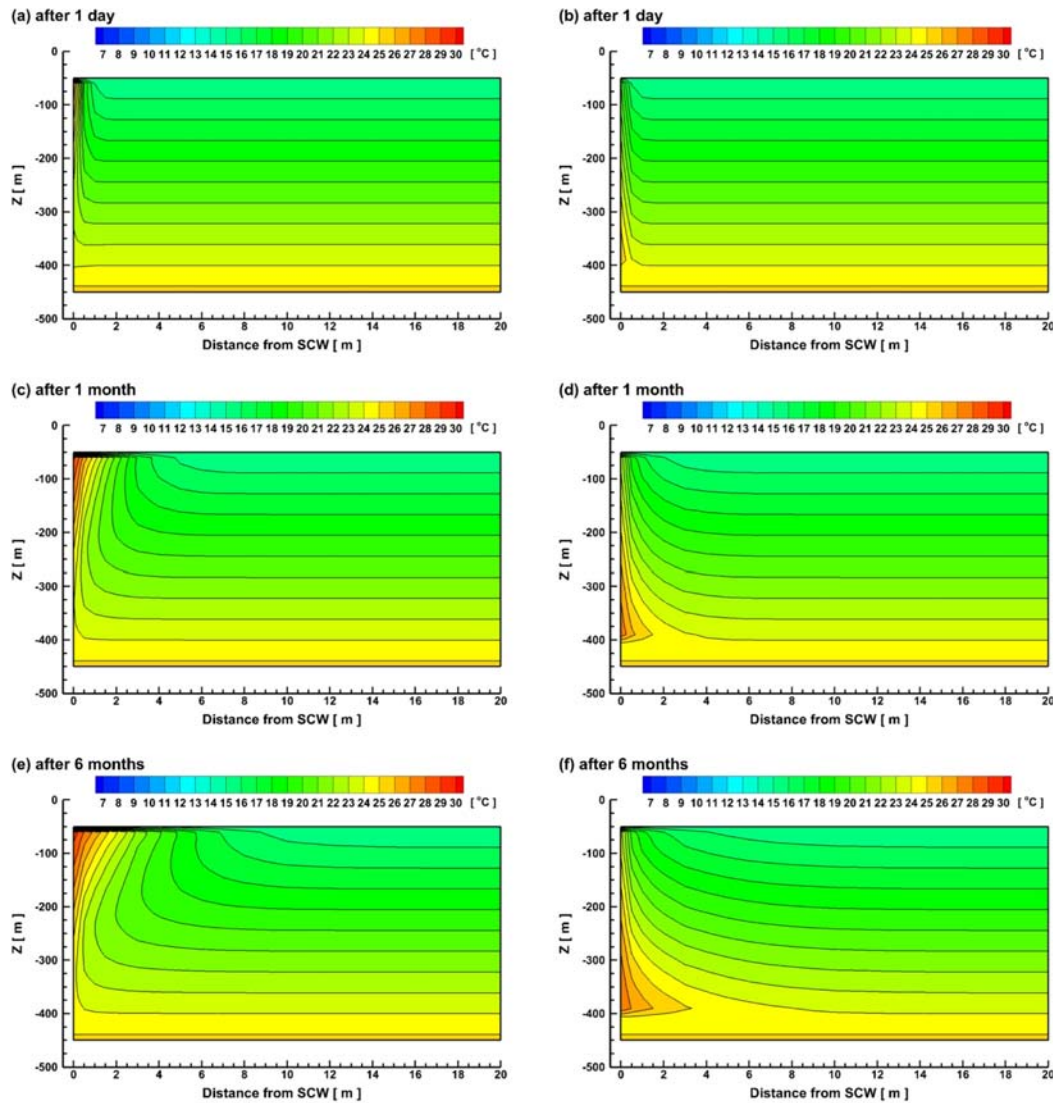 (a) after 1 day
7 8 9 10 11 12 13 14 15 16 17 18 19 20 21 22 23 24 25 26 27 28 29 30 [ °C ]
0
-100
-200
-300
-400
-500
Z [ m ]
0 2 4 6 8 10 12 14 16 18 20
Distance from SCW [ m ]
(b) after 1 day
7 8 9 10 11 12 13 14 15 16 17 18 19 20 21 22 23 24 25 26 27 28 29 30 [ °C ]
0
-100
-200
-300
-400
-500
Z [ m ]
0 2 4 6 8 10 12 14 16 18 20
Distance from SCW [ m ]
(c) after 1 month
7 8 9 10 11 12 13 14 15 16 17 18 19 20 21 22 23 24 25 26 27 28 29 30 [ °C ]
0
-100
-200
-300
-400
-500
Z [ m ]
0 2 4 6 8 10 12 14 16 18 20
Distance from SCW [ m ]
(d) after 1 month
7 8 9 10 11 12 13 14 15 16 17 18 19 20 21 22 23 24 25 26 27 28 29 30 [ °C ]
0
-100
-200
-300
-400
-500
Z [ m ]
0 2 4 6 8 10 12 14 16 18 20
Distance from SCW [ m ]
(e) after 6 months
7 8 9 10 11 12 13 14 15 16 17 18 19 20 21 22 23 24 25 26 27 28 29 30 [ °C ]
0
-100
-200
-300
-400
-500
Z [ m ]
0 2 4 6 8 10 12 14 16 18 20
Distance from SCW [ m ]
(f) after 6 months
7 8 9 10 11 12 13 14 15 16 17 18 19 20 21 22 23 24 25 26 27 28 29 30 [ °C ]
0
-100
-200
-300
-400
-500
Z [ m ]
0 2 4 6 8 10 12 14 16 18 20
Distance from SCW [ m ]